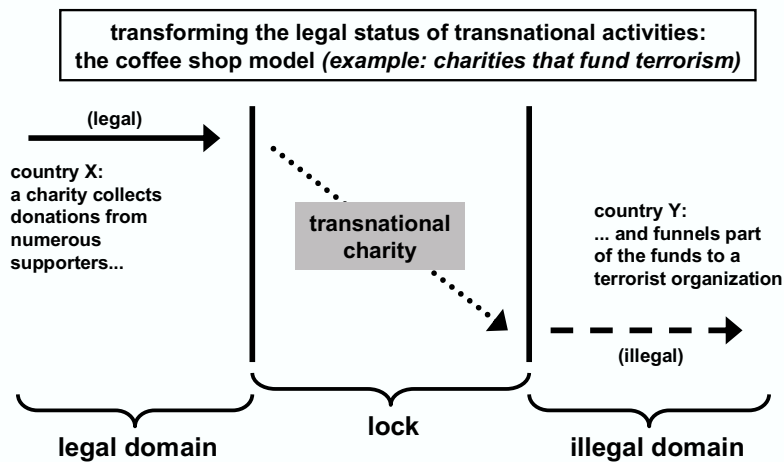 transforming the legal status of transnational activities:
the coffee shop model (example: charities that fund terrorism)
(legal)
country X:
a charity collects
donations from
numerous
supporters...
transnational
charity
country Y:
... and funnels part
of the funds to a
terrorist organization
(illegal)
legal domain
lock
illegal domain